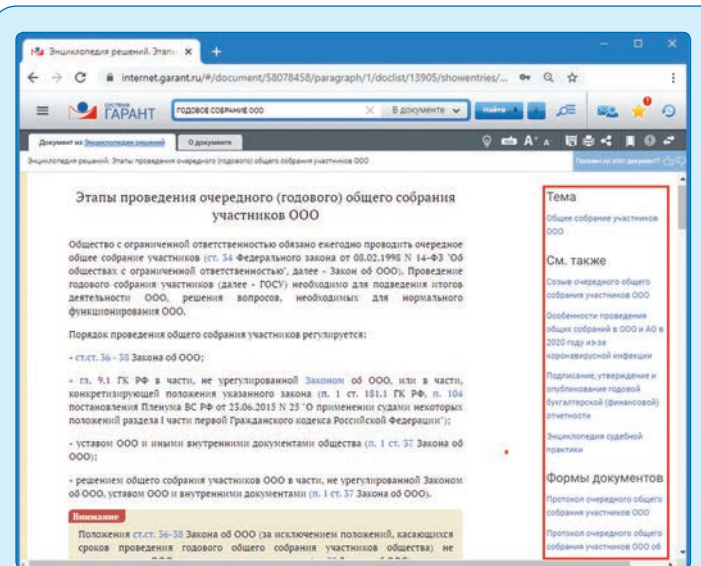 Энциклопедия решений. Этапы
internet.garant.ru/#/document/58078458/paragraph/1/doclist/13905/showentries/...
система
ГАРАНТ
годовое собрание ооо
В документе
Найти
Документ из Энциклопедии решений
О документе
Энциклопедия решений. Этапы проведения очередного (годового) общего собрания участников ООО
Полезен ли этот документ?
Этапы проведения очередного (годового) общего собрания
участников ООО
Общество с ограниченной ответственностью обязано ежегодно проводить очередное
общее собрание участников (ст. 34 Федерального закона от 08.02.1998 N 14-ФЗ "Об
обществах с ограниченной ответственностью", далее - Закон об ООО). Проведение
годового собрания участников (далее - ГОСУ) необходимо для подведения итогов
деятельности ООО, решения вопросов, необходимых для нормального
функционирования ООО.
Порядок проведения общего собрания участников регулируется:
- ст.ст. 36 - 38 Закона об ООО;
- гл. 9.1 ГК РФ в части, не урегулированной Законом об ООО, или в части,
конкретизирующей положения указанного закона (п. 1 ст. 181.1 ГК РФ, п. 104
постановления Пленума ВС РФ от 23.06.2015 N 25 "О применении судами некоторых
положений раздела I части первой Гражданского кодекса Российской Федерации");
- уставом ООО и иными внутренними документами общества (п. 1 ст. 37 Закона об
ООО);
- решением общего собрания участников ООО в части, не урегулированной Законом
об ООО, уставом ООО и внутренними документами (п. 1 ст. 37 Закона об ООО).
Внимание
Положения ст.ст. 36-38 Закона об ООО (за исключением положений, касающихся
сроков проведения годового общего собрания участников общества) не
Тема
Общее собрание участников
ООО
См. также
Созыв очередного общего
собрания участников ООО
Особенности проведения
общих собраний в ООО и АО в
2020 году из-за
коронавирусной инфекции
Подписание, утверждение и
опубликование годовой
бухгалтерской (финансовой)
отчетности
Энциклопедия судебной
практики
Формы документов
Протокол очередного общего
собрания участников ООО
Протокол очередного общего
собрания участников ООО об